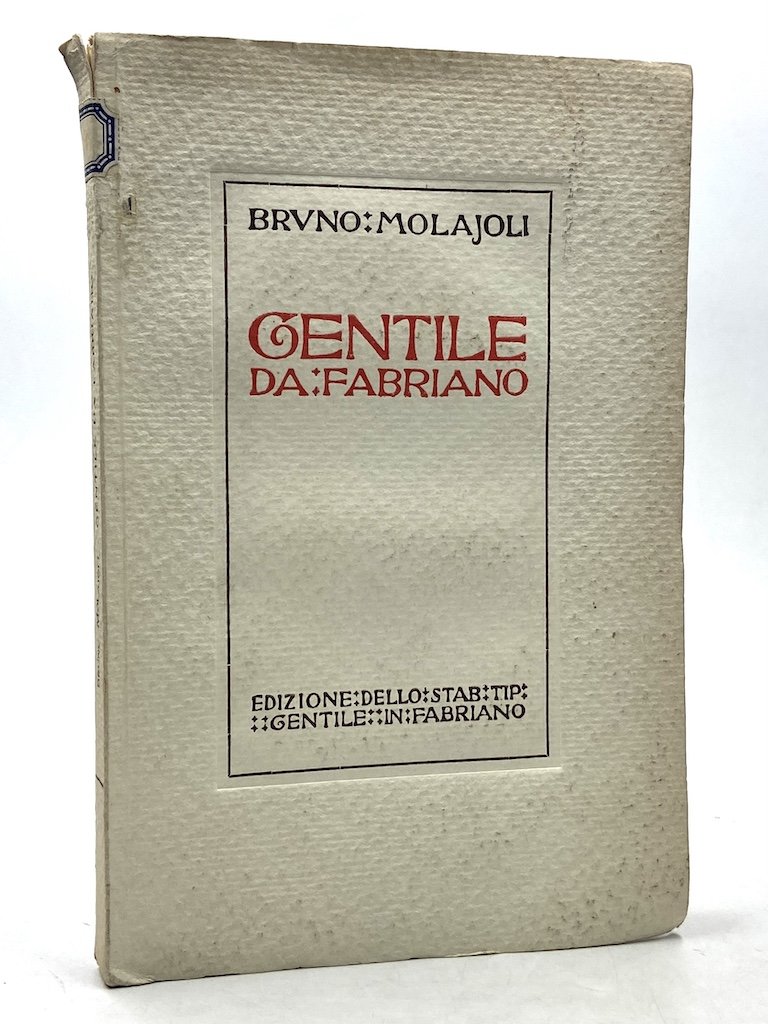 BRVNO:MOLAJOLI
GENTILE
DA:FABRIANO
EDIZIONE:DELLO:STAB:TIP:
::GENTILE::IN:FABRIANO